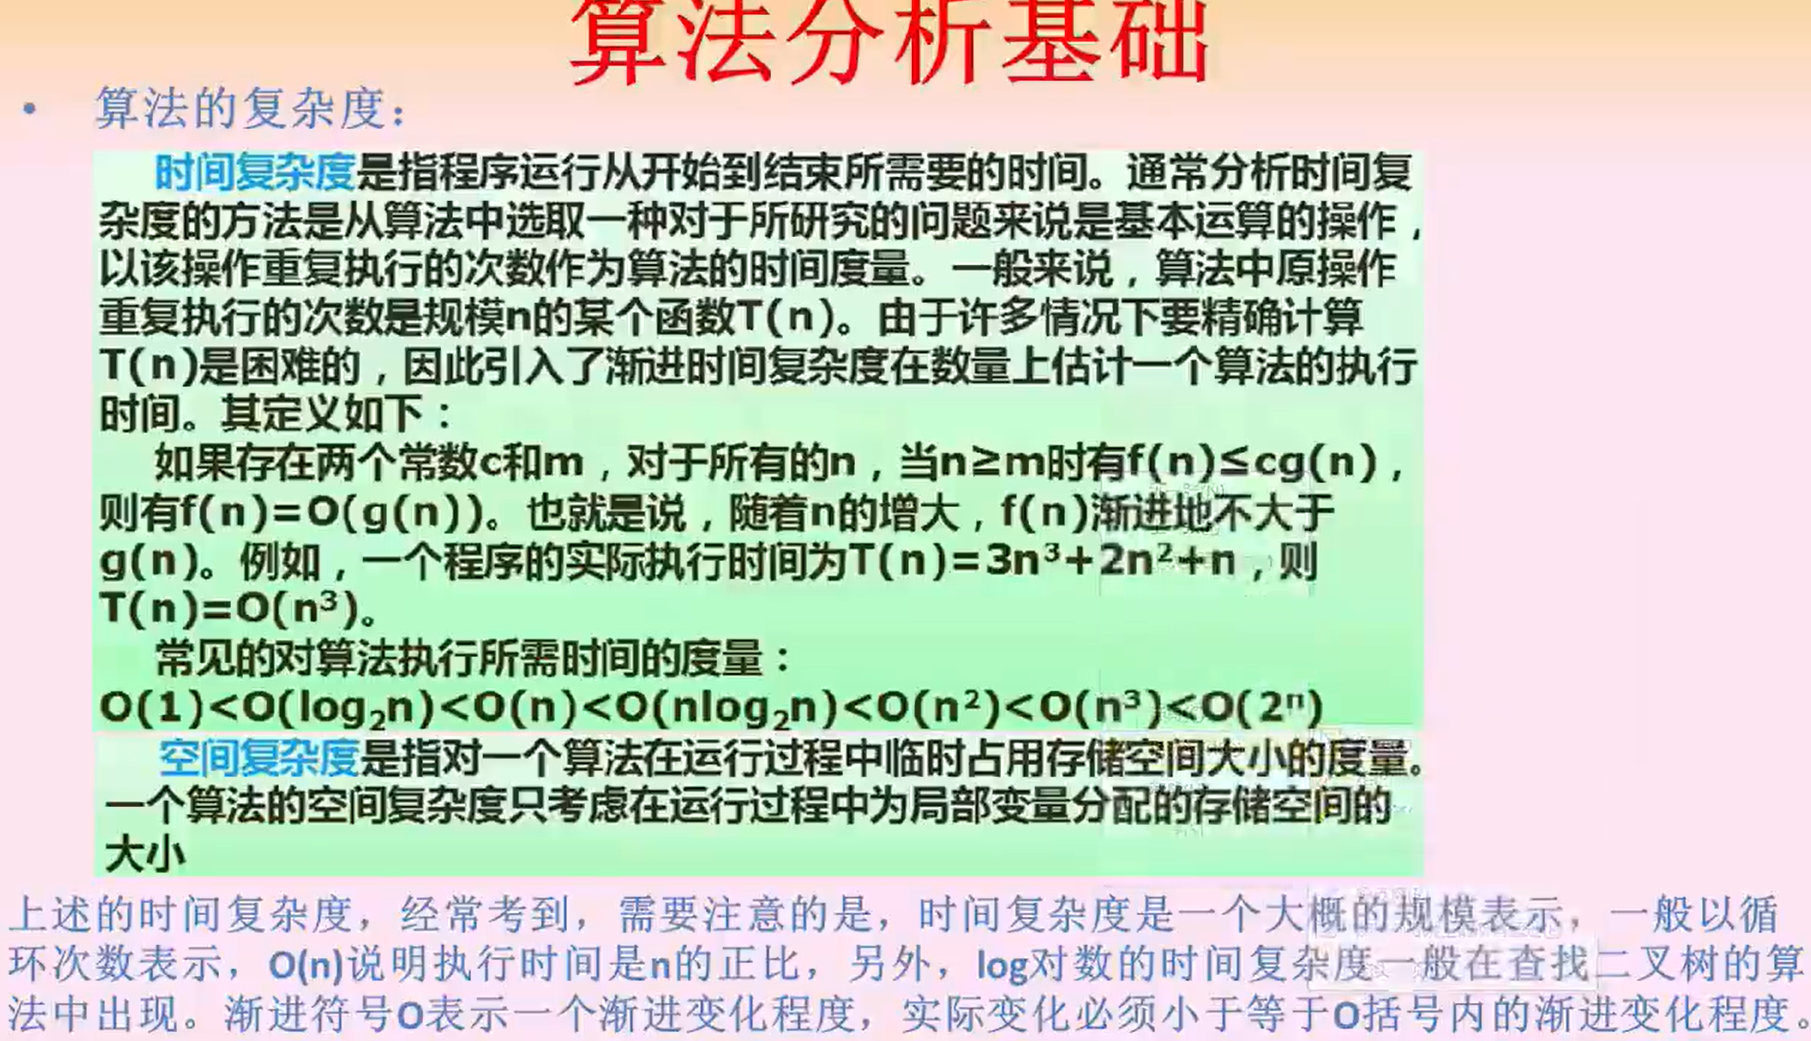 算法分析基础
• 算法的复杂度：
时间复杂度是指程序运行从开始到结束所需要的时间。通常分析时间复
杂度的方法是从算法中选取一种对于所研究的问题来说是基本运算的操作，
以该操作重复执行的次数作为算法的时间度量。一般来说，算法中原操作
重复执行的次数是规模n的某个函数T(n)。由于许多情况下要精确计算
T(n)是困难的，因此引入了渐进时间复杂度在数量上估计一个算法的执行
时间。其定义如下：
如果存在两个常数c和m，对于所有的n，当n≥m时有f(n)≤cg(n)，
则有f(n)=O(g(n))。也就是说，随着n的增大，f(n)渐进地不大于
g(n)。例如，一个程序的实际执行时间为T(n)=3n³+2n²+n，则
T(n)=O(n³)。
常见的对算法执行所需时间的度量：
O(1)<O(log₂n)<O(n)<O(nlog₂n)<O(n²)<O(n³)<O(2ⁿ)
空间复杂度是指对一个算法在运行过程中临时占用存储空间大小的度量。
一个算法的空间复杂度只考虑在运行过程中为局部变量分配的存储空间的
大小
上述的时间复杂度，经常考到，需要注意的是，时间复杂度是一个大概的规模表示，一般以循
环次数表示，O(n)说明执行时间是n的正比，另外，log对数的时间复杂度一般在查找二叉树的算
法中出现。渐进符号O表示一个渐进变化程度，实际变化必须小于等于O括号内的渐进变化程度。